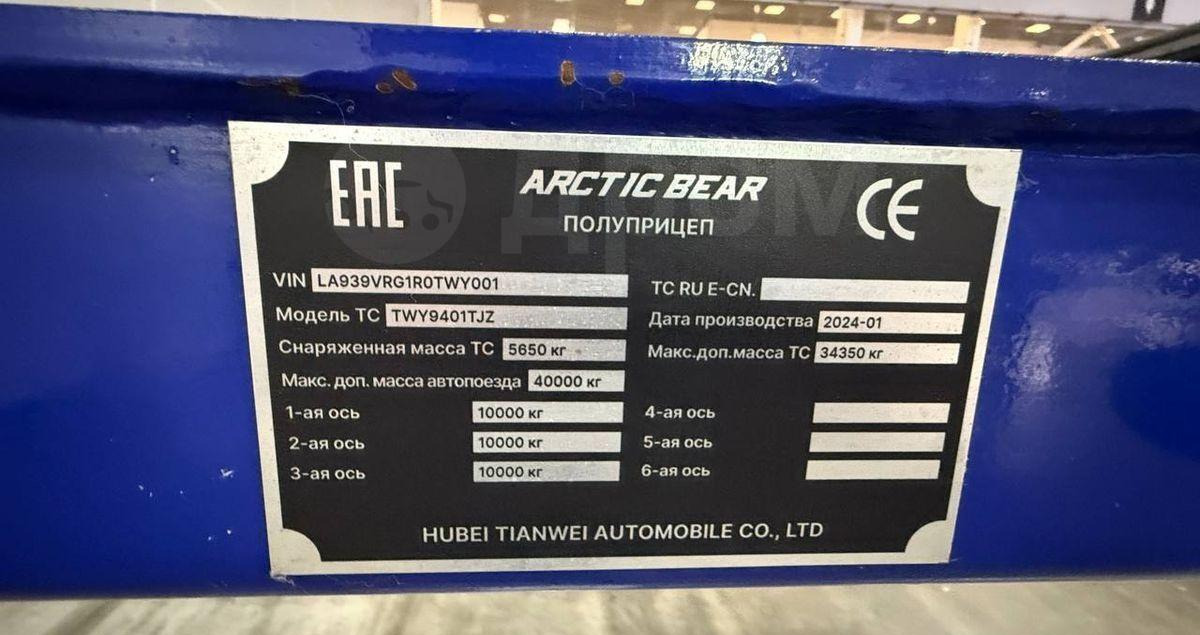 EAC ARCTIC BEAR CE
ПОЛУПРИЦЕП
VIN LA939VRG1R0TWY001 TC RU E-CN.
Модель ТС TWY9401TJZ Дата производства 2024-01
Снаряженная масса ТС 5650 кг Макс.доп.масса ТС 34350 кг
Макс. доп. масса автопоезда 40000 кг
1-ая ось 10000 кг 4-ая ось
2-ая ось 10000 кг 5-ая ось
3-ая ось 10000 кг 6-ая ось
HUBEI TIANWEI AUTOMOBILE CO., LTD
ДРОМ